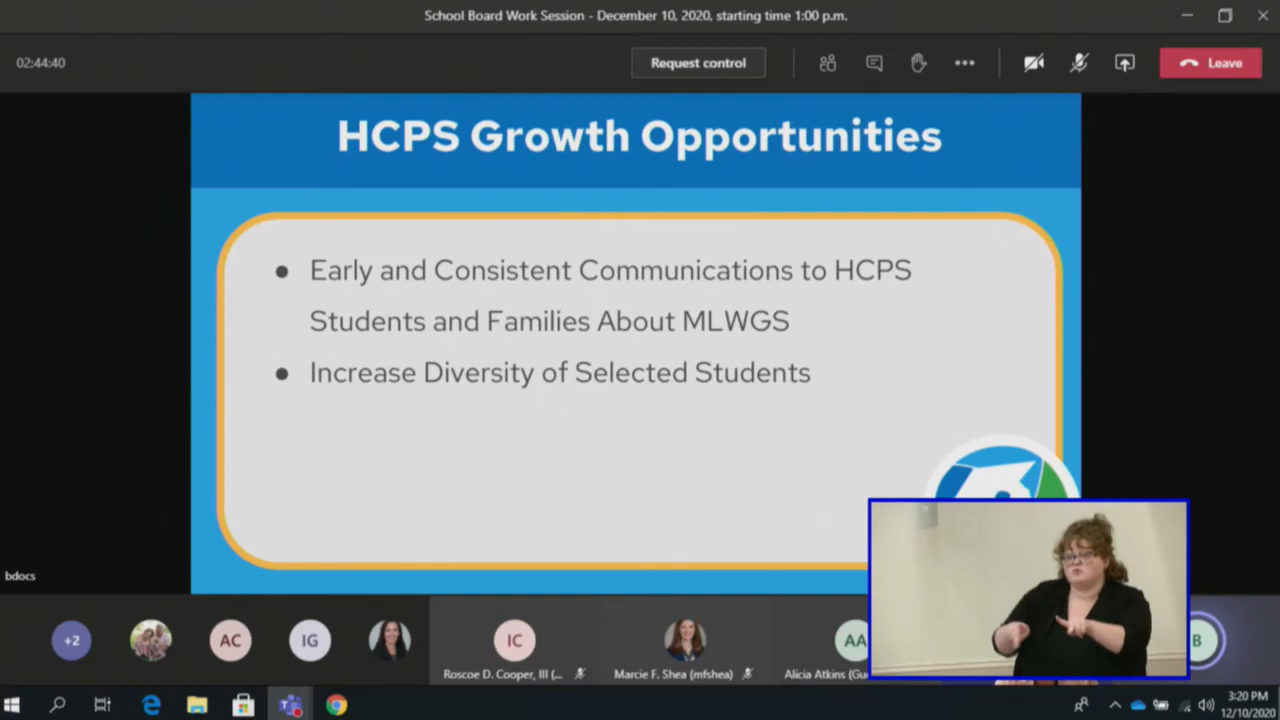 School Board Work Session - December 10, 2020, starting time 1:00 p.m.
02:44:40
Request control
Leave
HCPS Growth Opportunities
● Early and Consistent Communications to HCPS
Students and Families About MLWGS
● Increase Diversity of Selected Students
bdocs
+2
AC
IG
IC
AA
B
Roscoe D. Cooper, III (...
Marcie F. Shea (mfshea)
Alicia Atkins (Gu
3:20 PM
12/10/2020